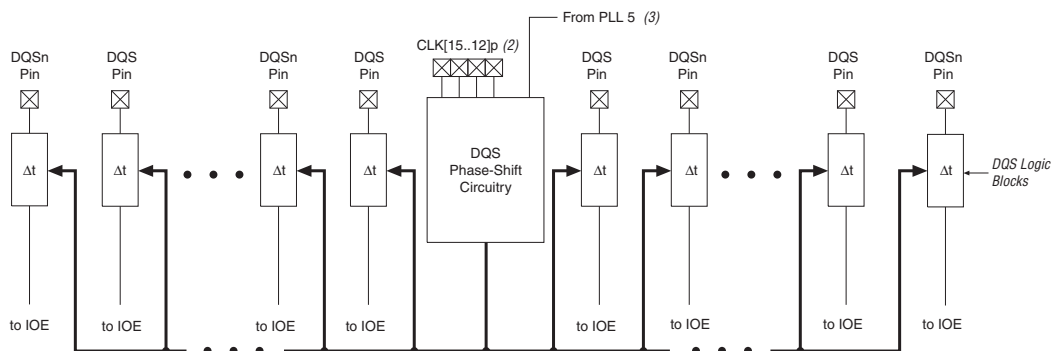 From PLL 5 (3)
CLK[15..12]p (2)
DQSn
Pin
DQS
Pin
DQSn
Pin
DQS
Pin
DQS
Pin
DQSn
Pin
DQS
Pin
DQSn
Pin
Δt
Δt
Δt
Δt
DQS
Phase-Shift
Circuitry
Δt
Δt
Δt
Δt
DQS Logic
Blocks
to IOE
to IOE
to IOE
to IOE
to IOE
to IOE
to IOE
to IOE